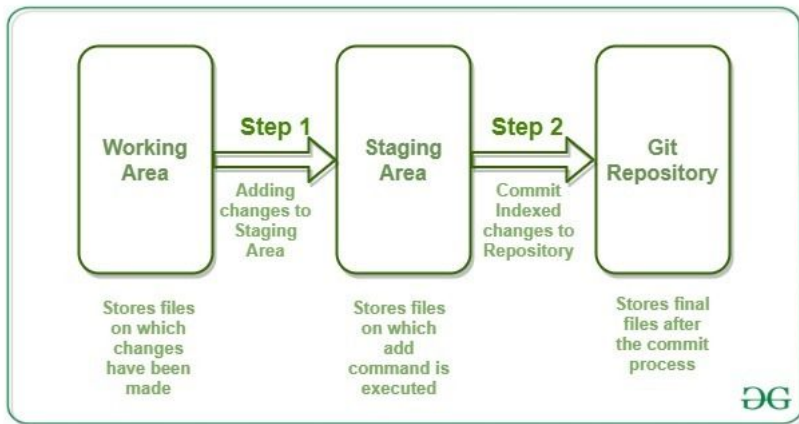 Working
Area
Step 1
Adding
changes to
Staging
Area
Staging
Area
Step 2
Commit
Indexed
changes to
Repository
Git
Repository
Stores files
on which
changes
have been
made
Stores files
on which
add
command is
executed
Stores final
files after
the commit
process